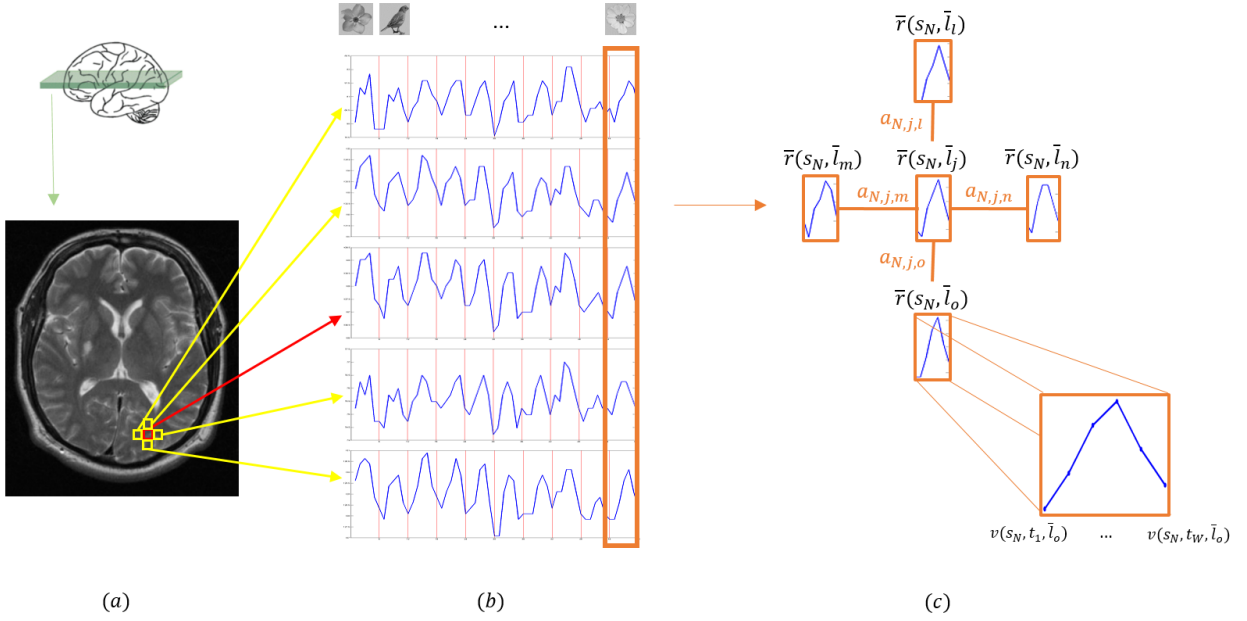 ...
r̅(s_N, l̅_l)
a_{N,j,l}
r̅(s_N, l̅_m) r̅(s_N, l̅_j) r̅(s_N, l̅_n)
a_{N,j,m} a_{N,j,n}
a_{N,j,o}
r̅(s_N, l̅_o)
v(s_N, t_1, l̅_o) ... v(s_N, t_W, l̅_o)
(a) (b) (c)